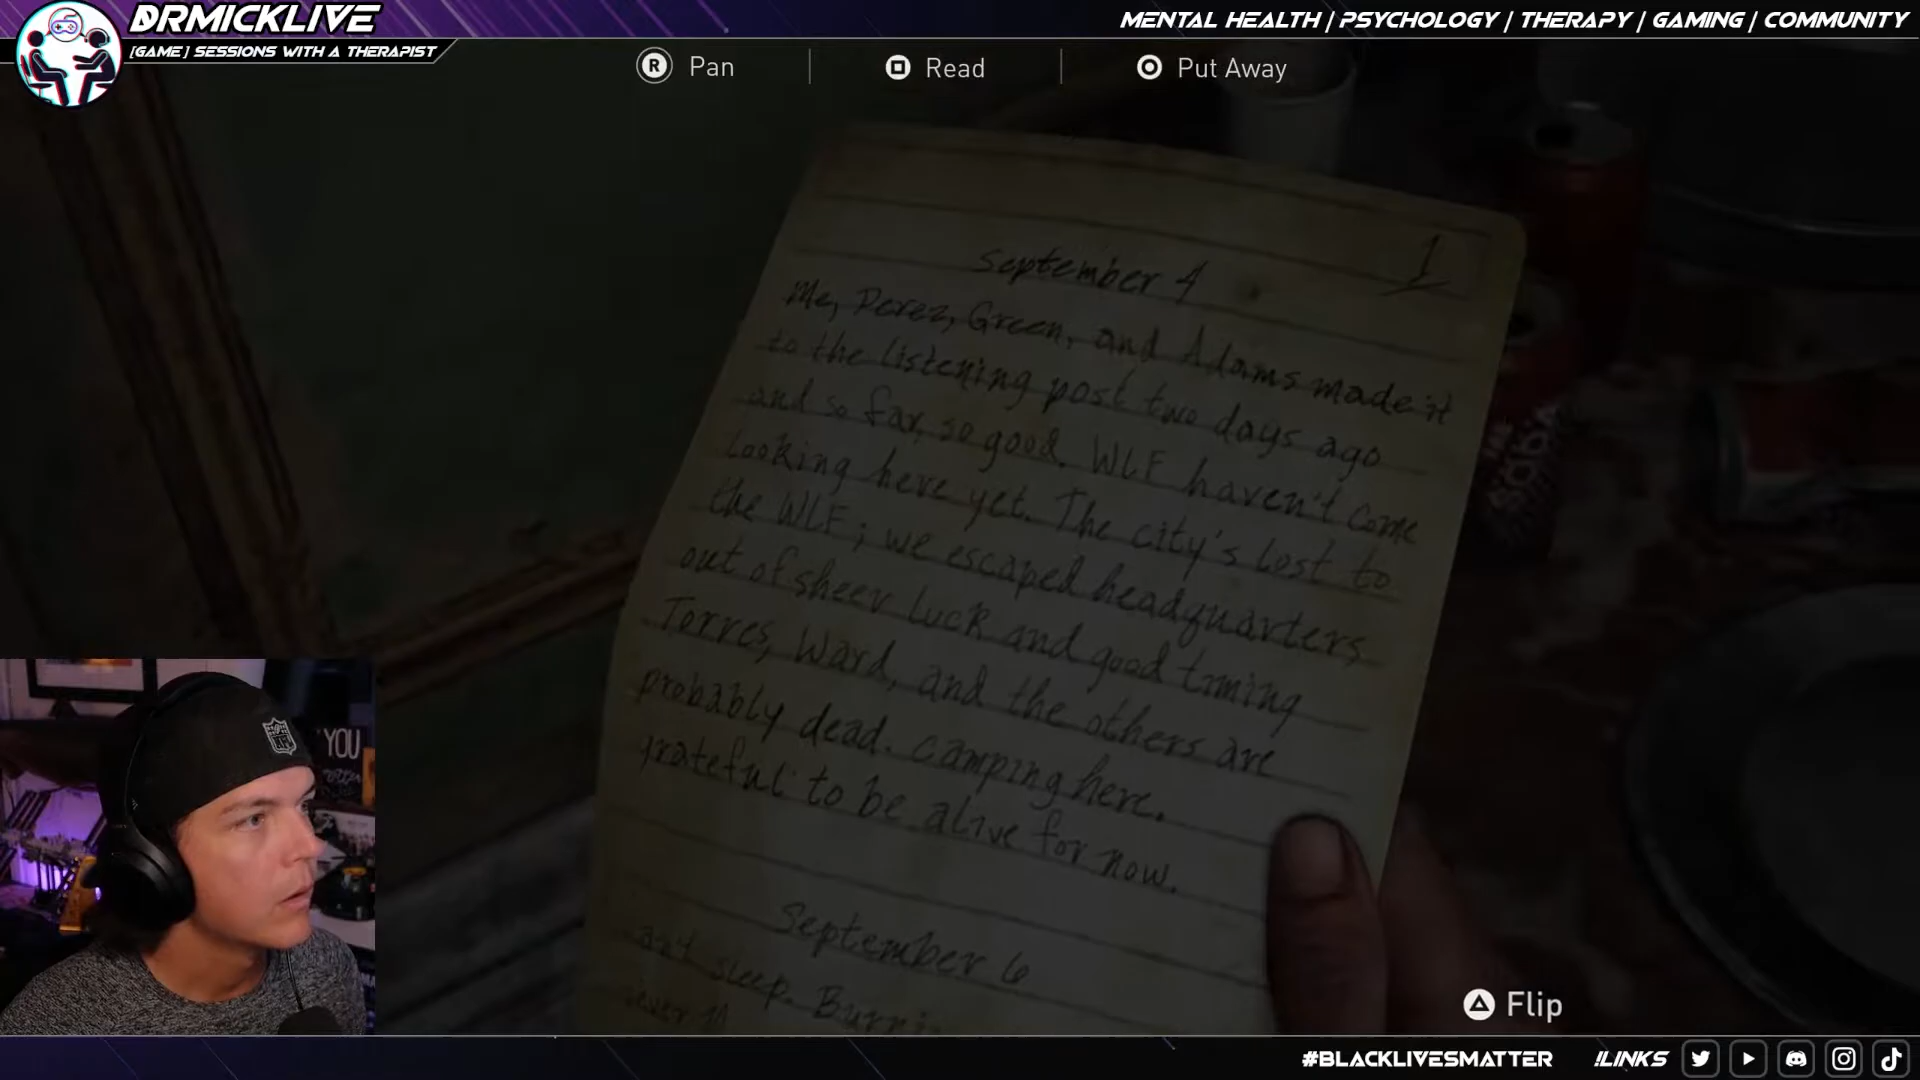 DRMICKLIVE
[GAME] SESSIONS WITH A THERAPIST
MENTAL HEALTH | PSYCHOLOGY | THERAPY | GAMING | COMMUNITY
R Pan
Read
Put Away
1
September 4
Me, Perez, Green, and Adams made it
to the listening post two days ago
and so far, so good. WLF haven't come
looking here yet. The city's lost to
the WLF; we escaped headquarters
out of sheer luck and good timing
Torres, Ward, and the others are
probably dead. camping here.
grateful to be alive for now.
September 6
sleep.
YOU
NFL
Flip
#BLACKLIVESMATTER
!LINKS